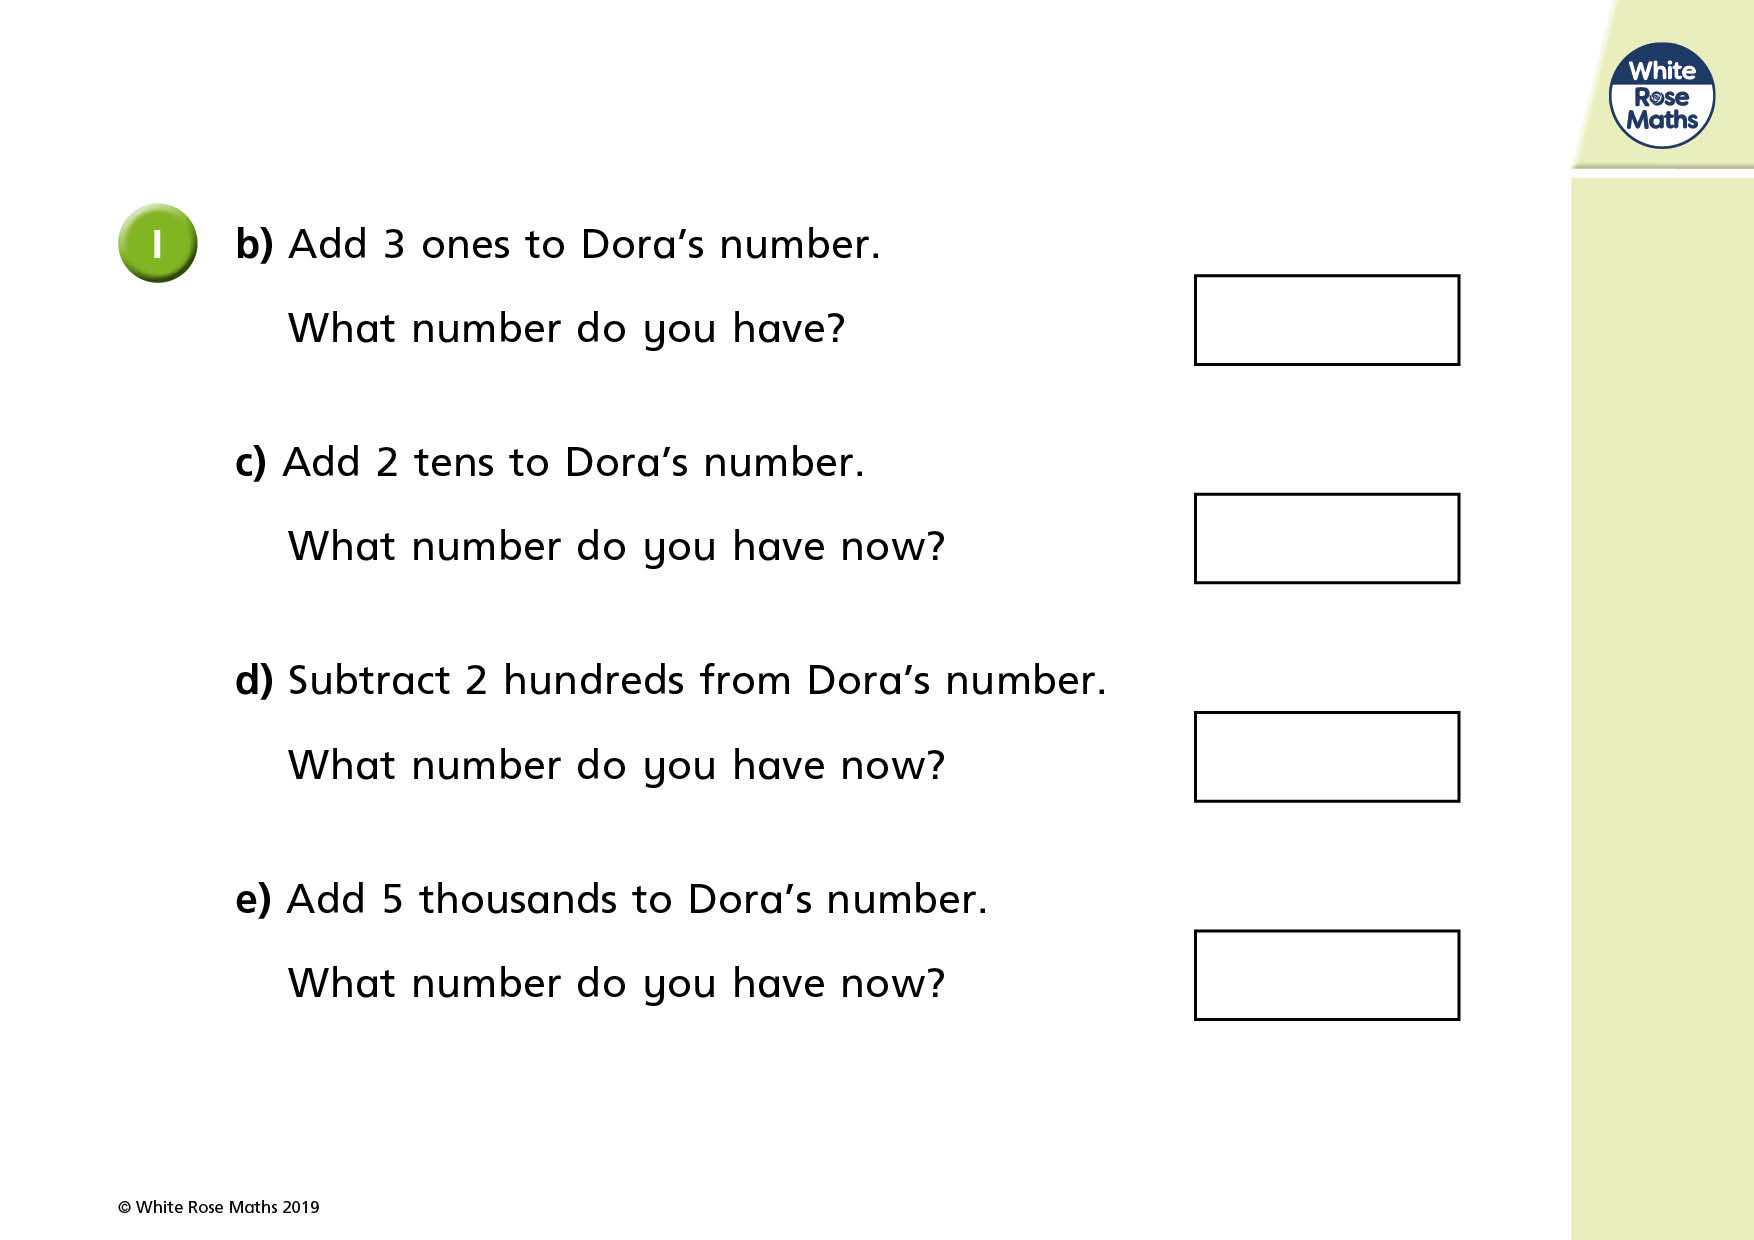 White
Rose
Maths
1
b) Add 3 ones to Dora's number.
What number do you have?
c) Add 2 tens to Dora's number.
What number do you have now?
d) Subtract 2 hundreds from Dora's number.
What number do you have now?
e) Add 5 thousands to Dora's number.
What number do you have now?
© White Rose Maths 2019